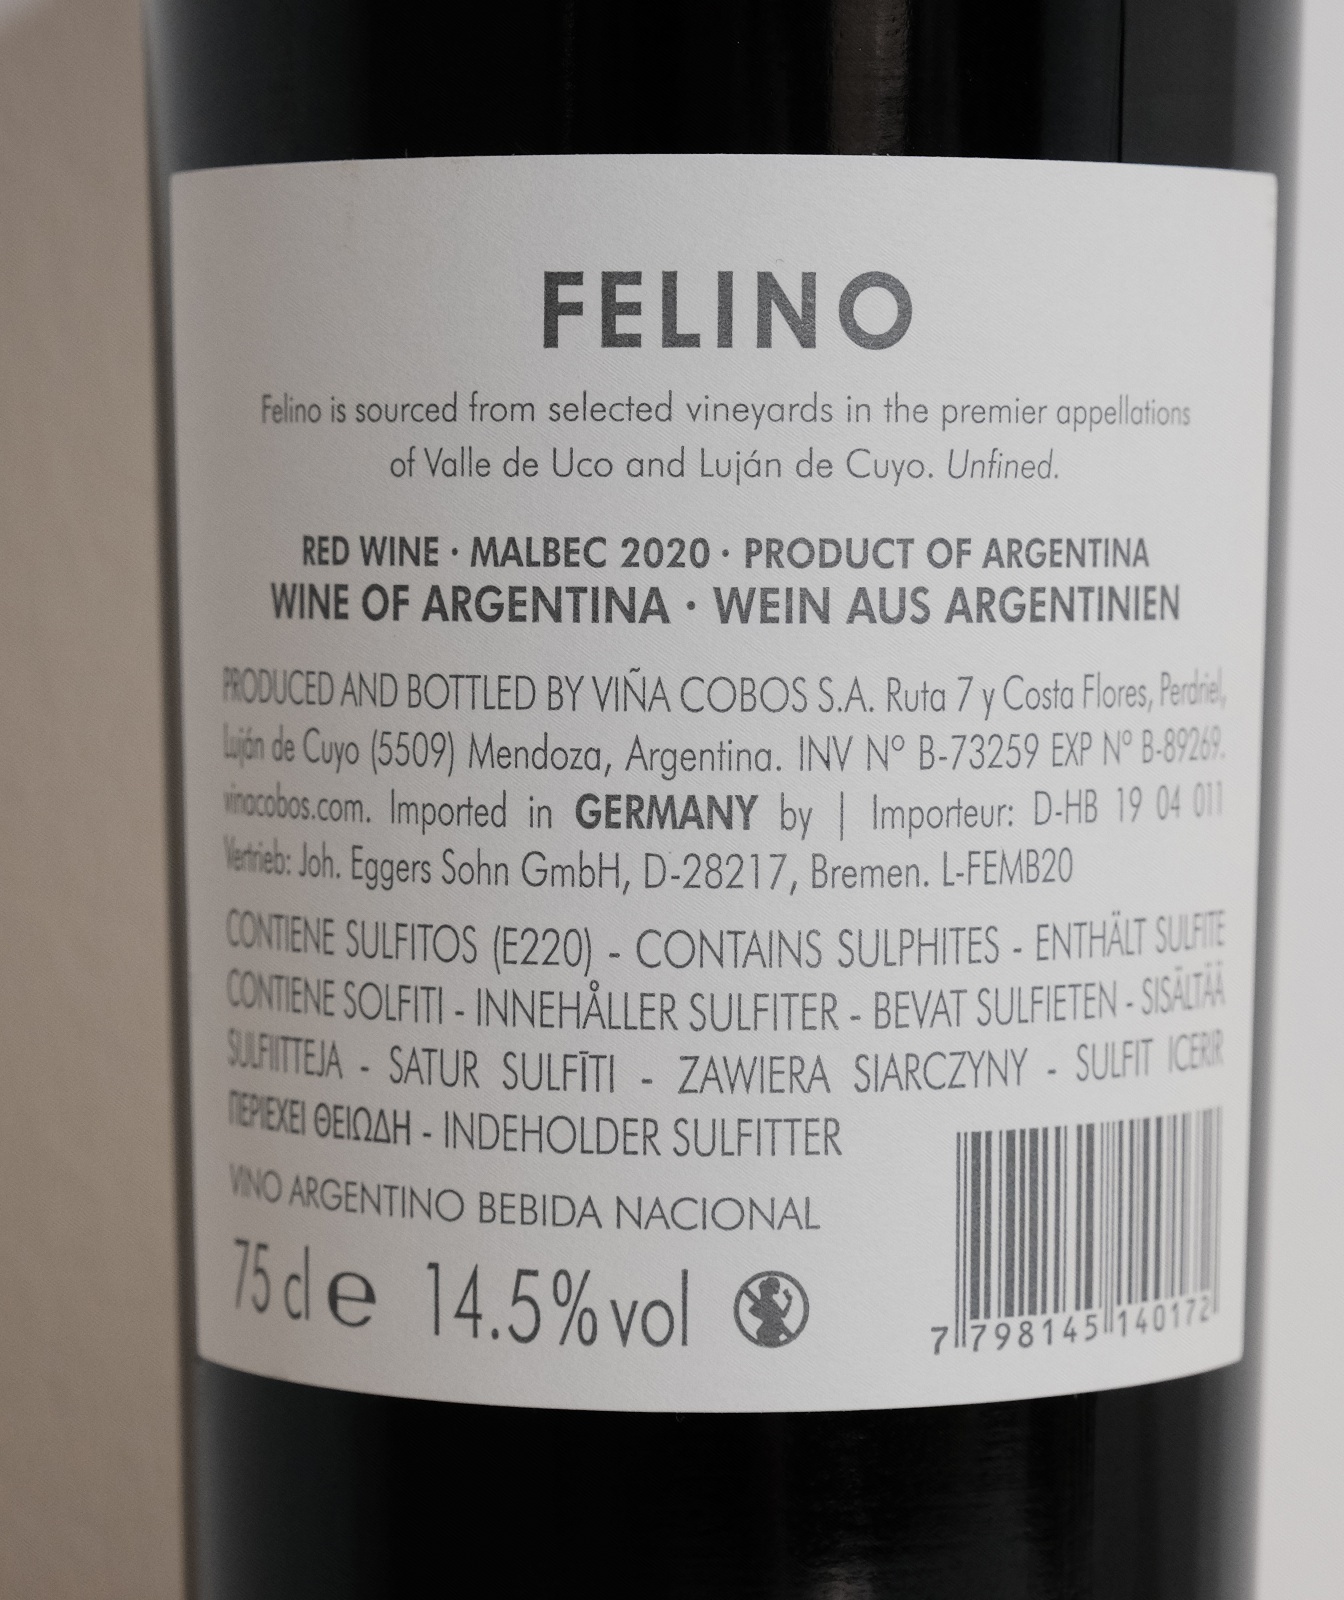 FELINO
Felino is sourced from selected vineyards in the premier appellations
of Valle de Uco and Luján de Cuyo. Unfined.
RED WINE · MALBEC 2020 · PRODUCT OF ARGENTINA
WINE OF ARGENTINA · WEIN AUS ARGENTINIEN
PRODUCED AND BOTTLED BY VIÑA COBOS S.A. Ruta 7 y Costa Flores, Perdriel,
Luján de Cuyo (5509) Mendoza, Argentina. INV Nº B-73259 EXP Nº B-89269.
vinacobos.com. Imported in GERMANY by | Importeur: D-HB 19 04 011
Vertrieb: Joh. Eggers Sohn GmbH, D-28217, Bremen. L-FEMB20
CONTIENE SULFITOS (E220) - CONTAINS SULPHITES - ENTHÄLT SULFITE
CONTIENE SOLFITI - INNEHÅLLER SULFITER - BEVAT SULFIETEN - SISÄLTÄÄ
SULFIITTEJA - SATUR SULFĪTI - ZAWIERA SIARCZYNY - SULFIT ICERIR
ΠΕΡΙΕΧΕΙ ΘΕΙΩΔΗ - INDEHOLDER SULFITTER
VINO ARGENTINO BEBIDA NACIONAL
75 cl e 14.5% vol
7 798145 140172